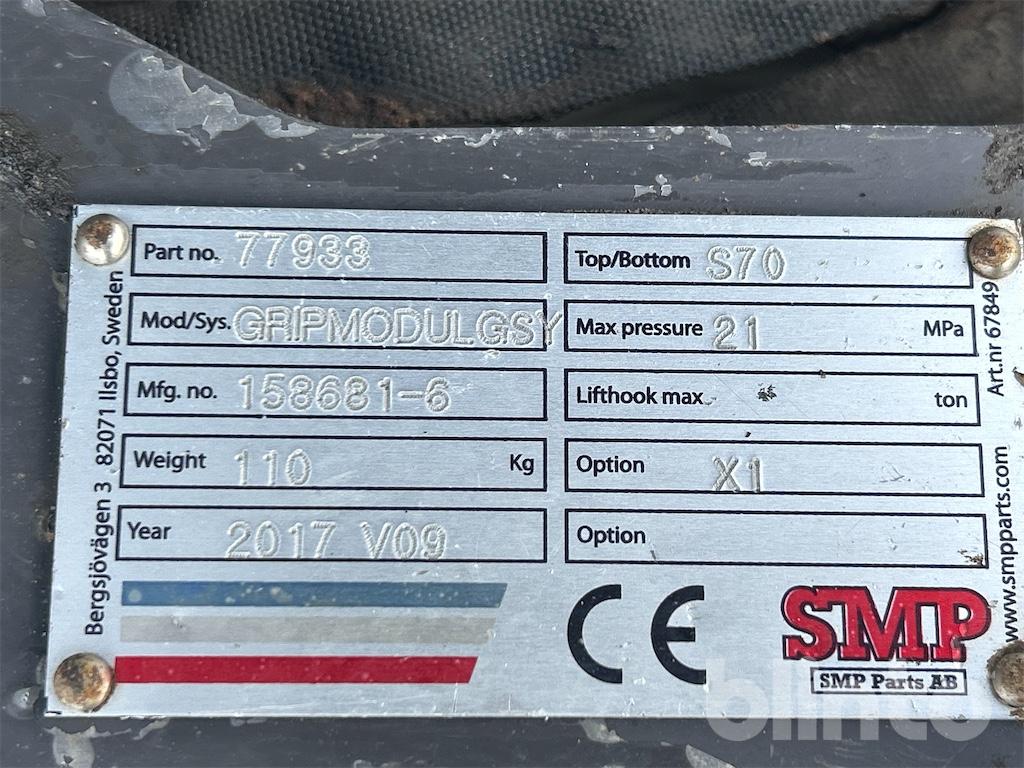 Part no. 77933
Mod/Sys. GRIPMODULGSY
Mfg. no. 158681-6
Weight 110 Kg
Year 2017 V09
Top/Bottom S70
Max pressure 21 MPa
Lifthook max * ton
Option X1
Option
CE
SMP
SMP Parts AB
Bergsjövägen 3 82071 Ilsbo, Sweden
Art.nr 67849
www.smpparts.com
blinto